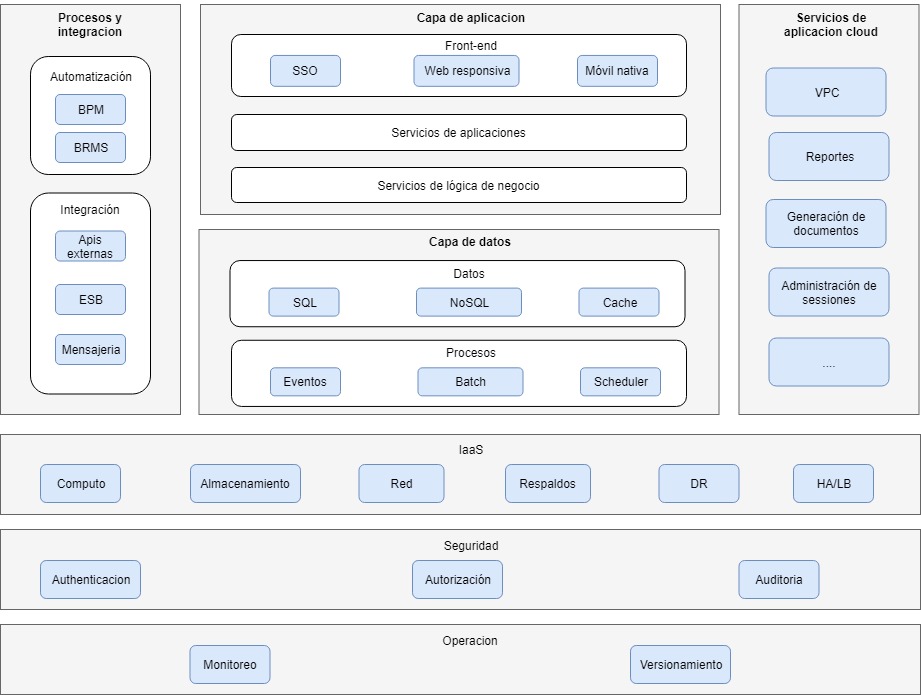 Procesos y
integracion
Automatización
BPM
BRMS
Integración
Apis
externas
ESB
Mensajeria
Capa de aplicacion
Front-end
SSO
Web responsiva
Móvil nativa
Servicios de aplicaciones
Servicios de lógica de negocio
Capa de datos
Datos
SQL
NoSQL
Cache
Procesos
Eventos
Batch
Scheduler
Servicios de
aplicacion cloud
VPC
Reportes
Generación de
documentos
Administración de
sessiones
....
IaaS
Computo
Almacenamiento
Red
Respaldos
DR
HA/LB
Seguridad
Authenticacion
Autorización
Auditoria
Operacion
Monitoreo
Versionamiento